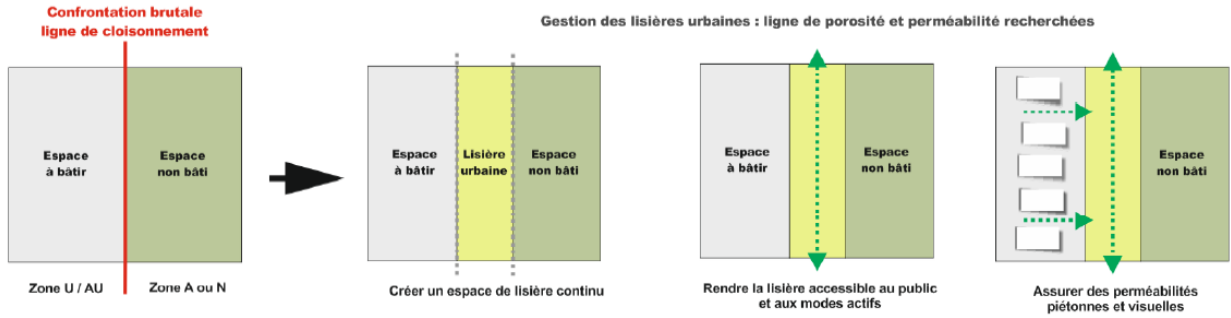 Confrontation brutale
ligne de cloisonnement
Gestion des lisières urbaines : ligne de porosité et perméabilité recherchées
Espace
à bâtir
Espace
non bâti
Zone U / AU
Zone A ou N
Espace
à bâtir
Lisière
urbaine
Espace
non bâti
Créer un espace de lisière continu
Espace
à bâtir
Espace
non bâti
Rendre la lisière accessible au public
et aux modes actifs
Espace
non bâti
Assurer des perméabilités
piétonnes et visuelles